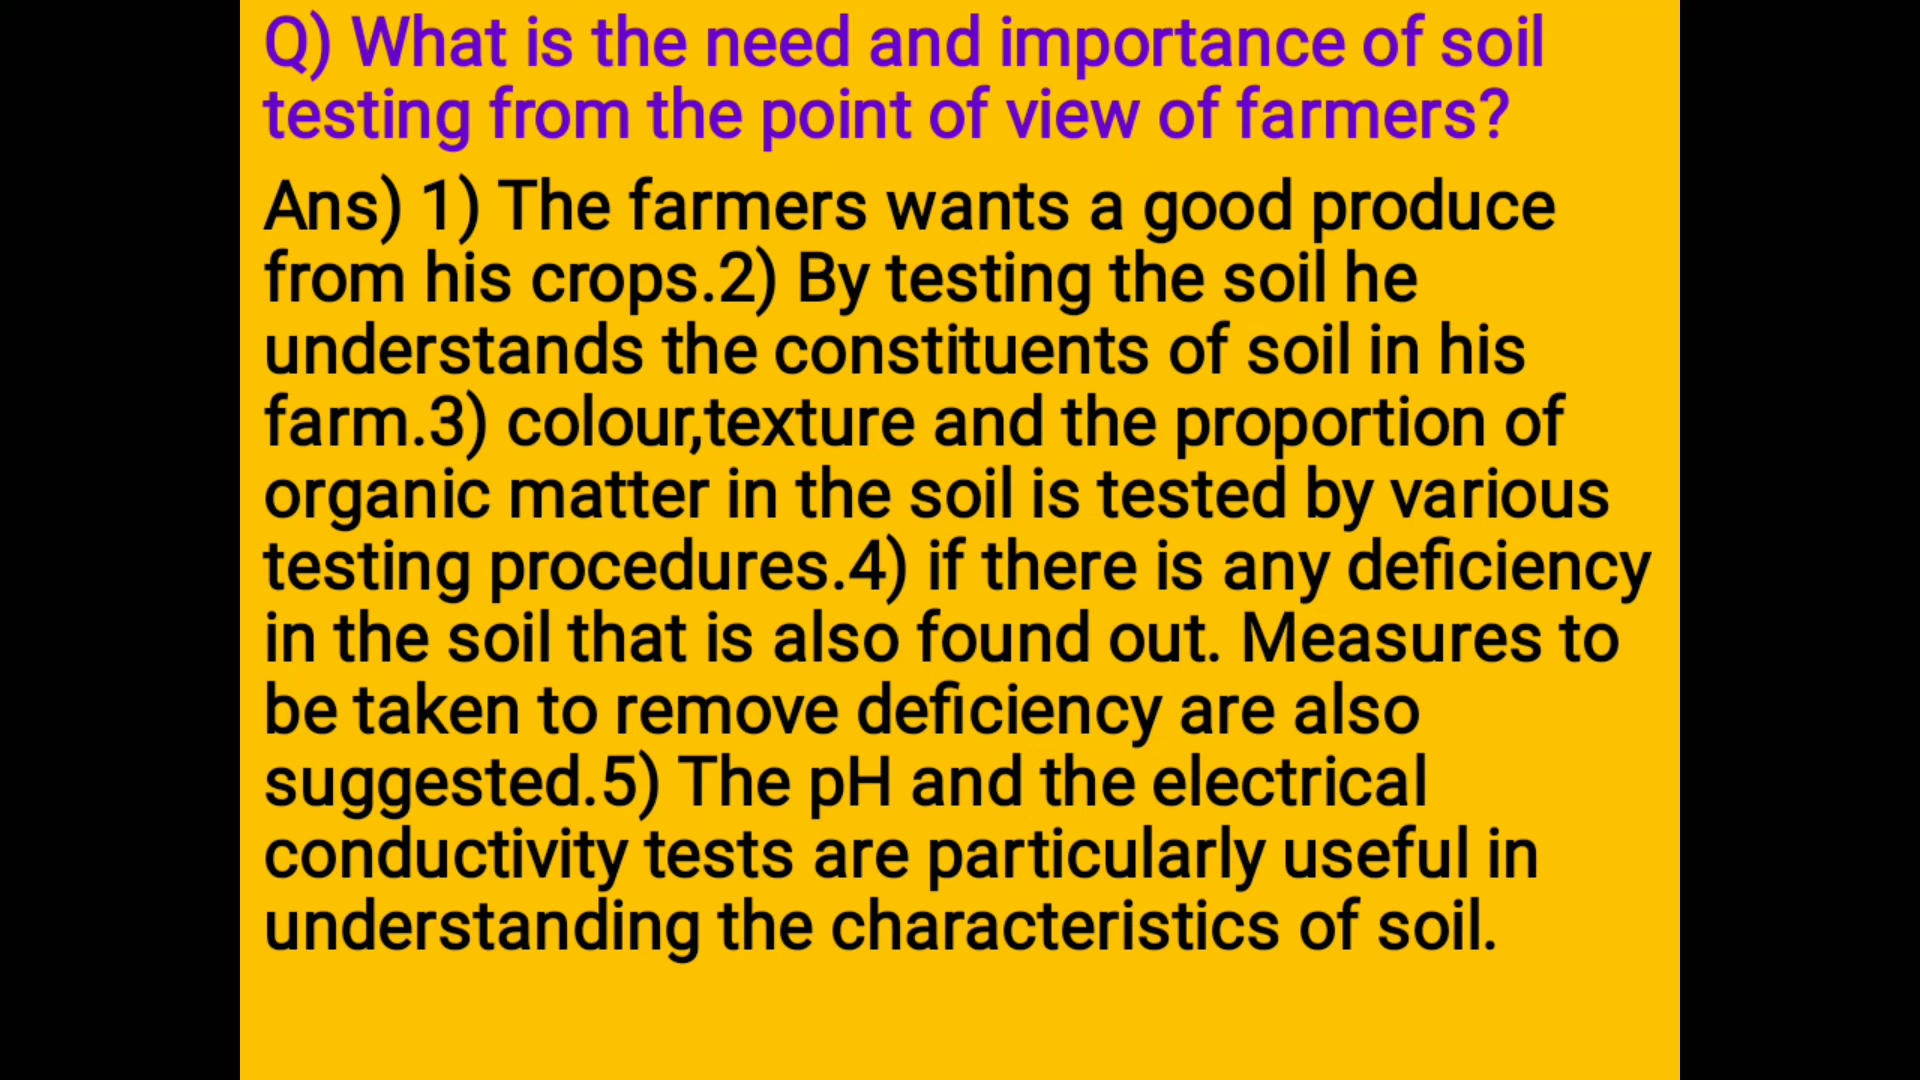 Q) What is the need and importance of soil
testing from the point of view of farmers?
Ans) 1) The farmers wants a good produce
from his crops.2) By testing the soil he
understands the constituents of soil in his
farm.3) colour,texture and the proportion of
organic matter in the soil is tested by various
testing procedures.4) if there is any deficiency
in the soil that is also found out. Measures to
be taken to remove deficiency are also
suggested.5) The pH and the electrical
conductivity tests are particularly useful in
understanding the characteristics of soil.